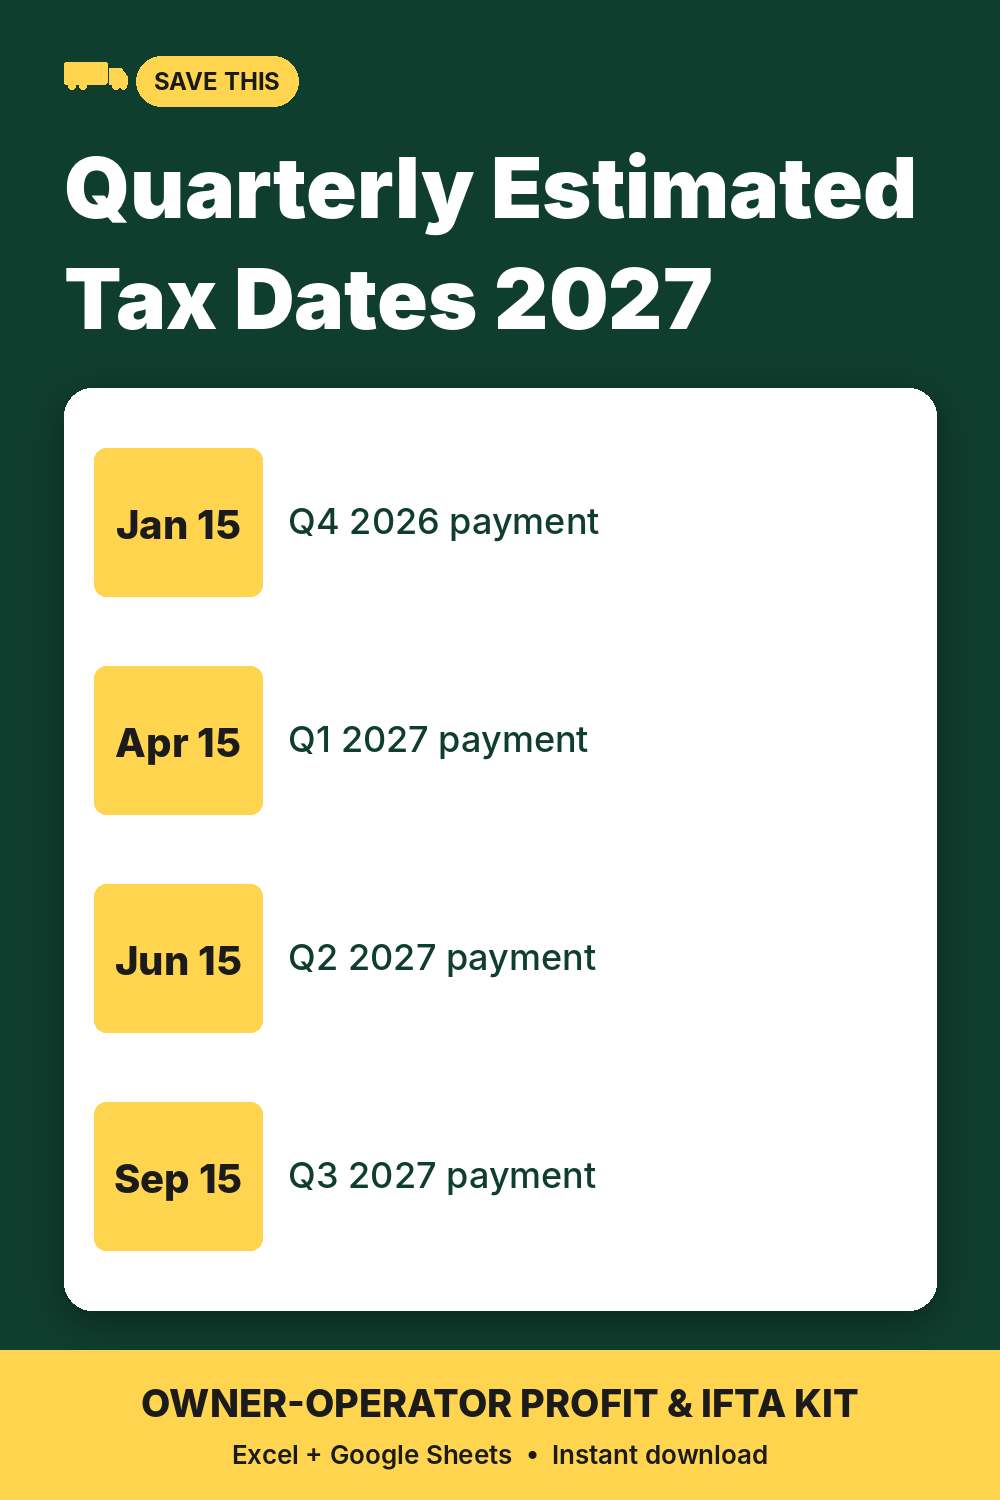 SAVE THIS
Quarterly Estimated
Tax Dates 2027
Jan 15
Q4 2026 payment
Apr 15
Q1 2027 payment
Jun 15
Q2 2027 payment
Sep 15
Q3 2027 payment
OWNER-OPERATOR PROFIT & IFTA KIT
Excel + Google Sheets • Instant download